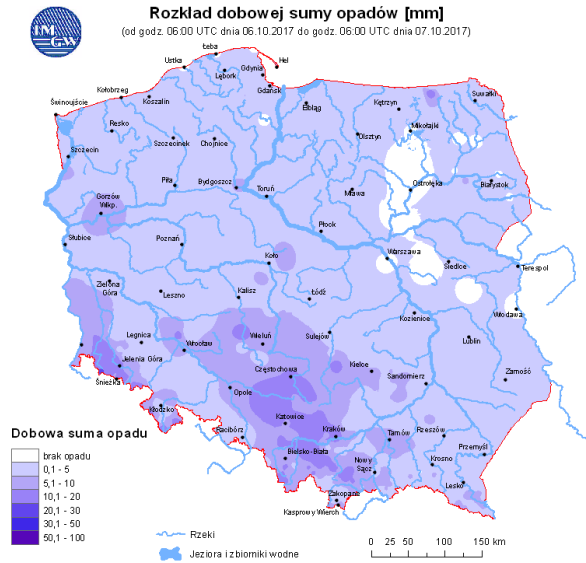 Rozkład dobowej sumy opadów [mm]
(od godz. 06:00 UTC dnia 06.10.2017 do godz. 06:00 UTC dnia 07.10.2017)
IM
G-W
Łeba
Ustka
Hel
Gdynia
Lębork
Gdańsk
Kołobrzeg
Koszalin
Świnoujście
Elbląg
Kętrzyn
Suwałki
Resko
Szczecinek
Chojnice
Olsztyn
Mikołajki
Szczecin
Piła
Bydgoszcz
Toruń
Mława
Ostrołęka
Białystok
Gorzów
Wlkp.
Słubice
Poznań
Płock
Koło
Warszawa
Siedlce
Terespol
Zielona
Góra
Leszno
Kalisz
Łódź
Kozienice
Włodawa
Legnica
Wrocław
Wieluń
Sulejów
Lublin
Jelenia Góra
Śnieżka
Częstochowa
Kielce
Sandomierz
Zamość
Kłodzko
Opole
Katowice
Racibórz
Kraków
Tarnów
Rzeszów
Przemyśl
Bielsko-Biała
Nowy
Sącz
Krosno
Lesko
Zakopane
Kasprowy Wierch
Dobowa suma opadu
brak opadu
0,1 - 5
5,1 - 10
10,1 - 20
20,1 - 30
30,1 - 50
50,1 - 100
Rzeki
Jeziora i zbiorniki wodne
0 25 50 100 150 km